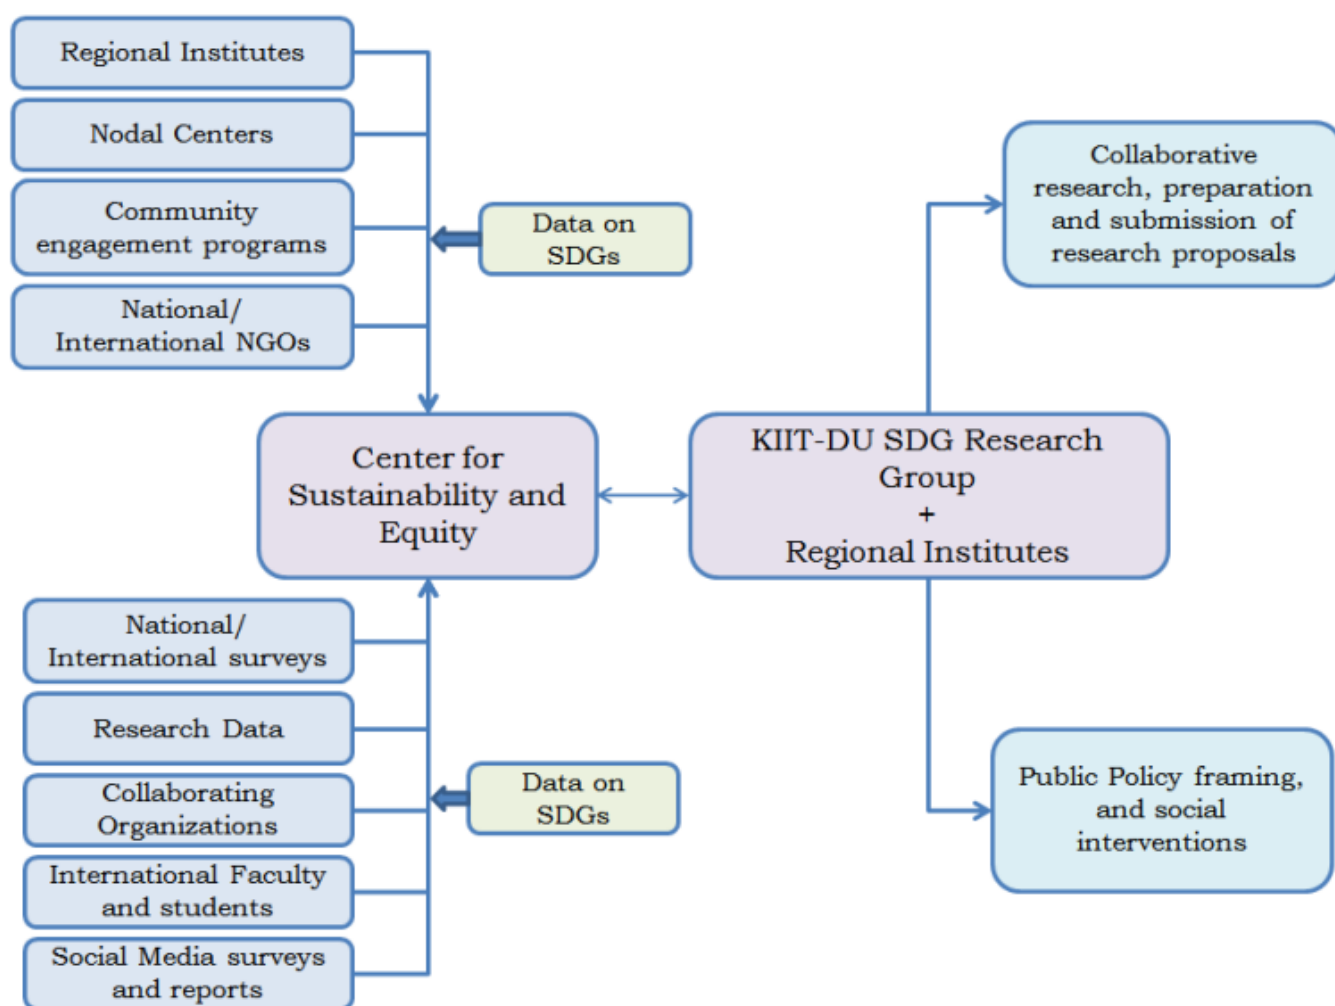 Regional Institutes
Nodal Centers
Community
engagement programs
National/
International NGOs
Data on
SDGs
Collaborative
research, preparation
and submission of
research proposals
Center for
Sustainability and
Equity
KIIT-DU SDG Research
Group
+
Regional Institutes
National/
International surveys
Research Data
Collaborating
Organizations
International Faculty
and students
Social Media surveys
and reports
Data on
SDGs
Public Policy framing,
and social
interventions